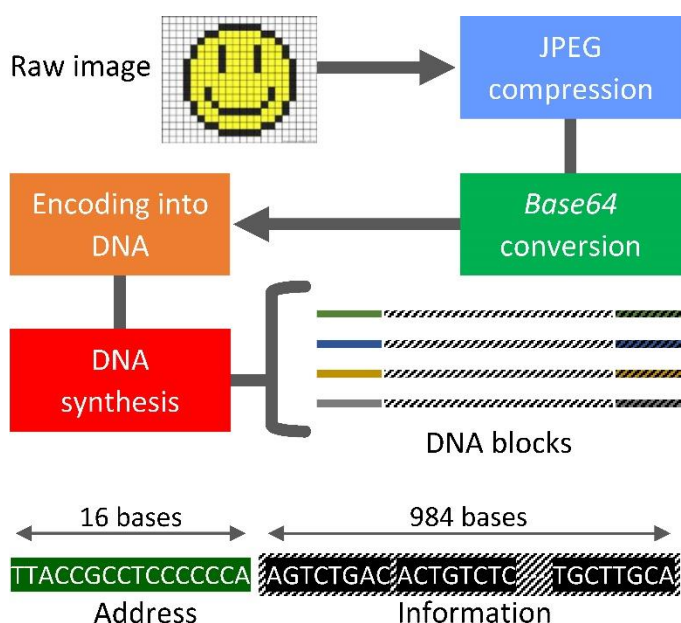 Raw image
JPEG
compression
Encoding into
DNA
Base64
conversion
DNA
synthesis
DNA blocks
16 bases
984 bases
TTACCGCCTCCCCCCA
AGTCTGAC ACTGTCTC ... TGCTTGCA
Address
Information